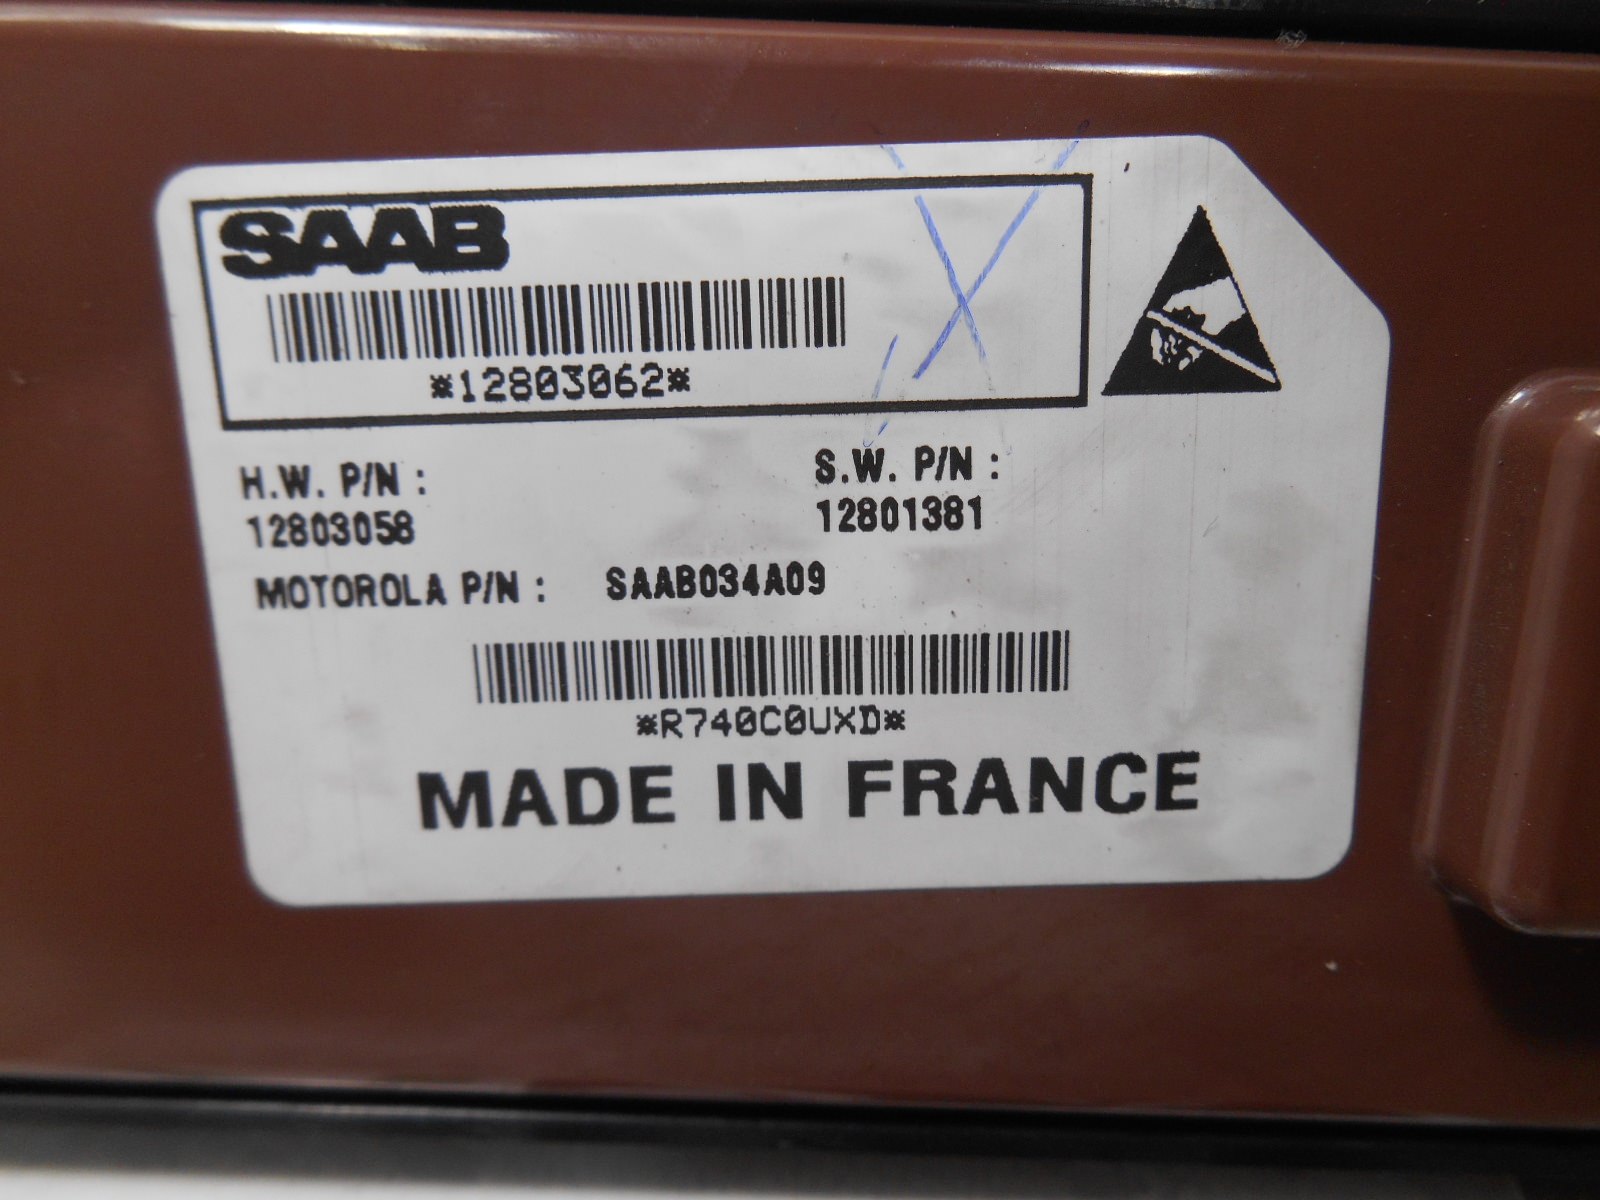 SAAB
*12803062*
H.W. P/N :
12803058
S.W. P/N :
12801381
MOTOROLA P/N : SAAB034A09
*R740C0UXD*
MADE IN FRANCE